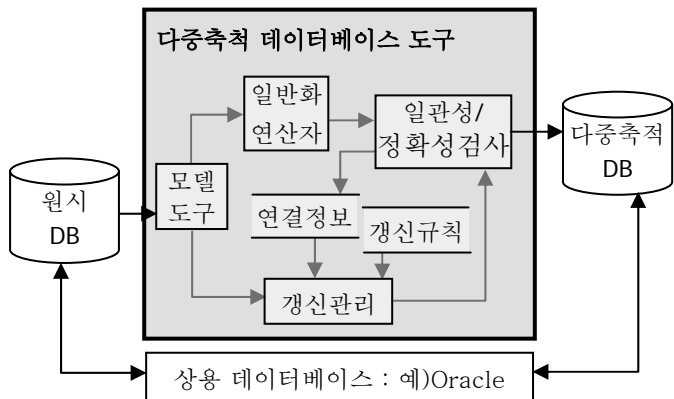 다중축척 데이터베이스 도구
일반화
연산자
일관성/
정확성검사
다중축적
DB
모델
도구
원시
DB
연결정보
갱신규칙
갱신관리
상용 데이터베이스 : 예)Oracle